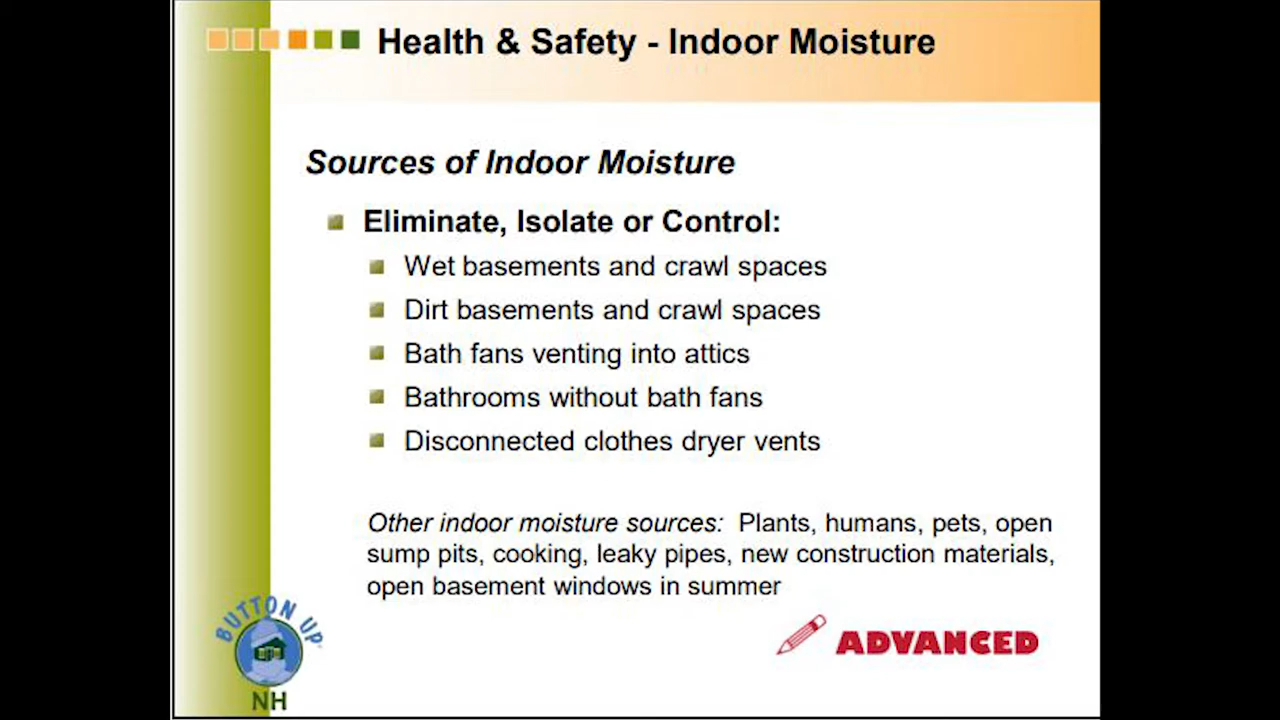 Health & Safety - Indoor Moisture
Sources of Indoor Moisture
Eliminate, Isolate or Control:
Wet basements and crawl spaces
Dirt basements and crawl spaces
Bath fans venting into attics
Bathrooms without bath fans
Disconnected clothes dryer vents
Other indoor moisture sources: Plants, humans, pets, open
sump pits, cooking, leaky pipes, new construction materials,
open basement windows in summer
BUTTON UP
NH
ADVANCED